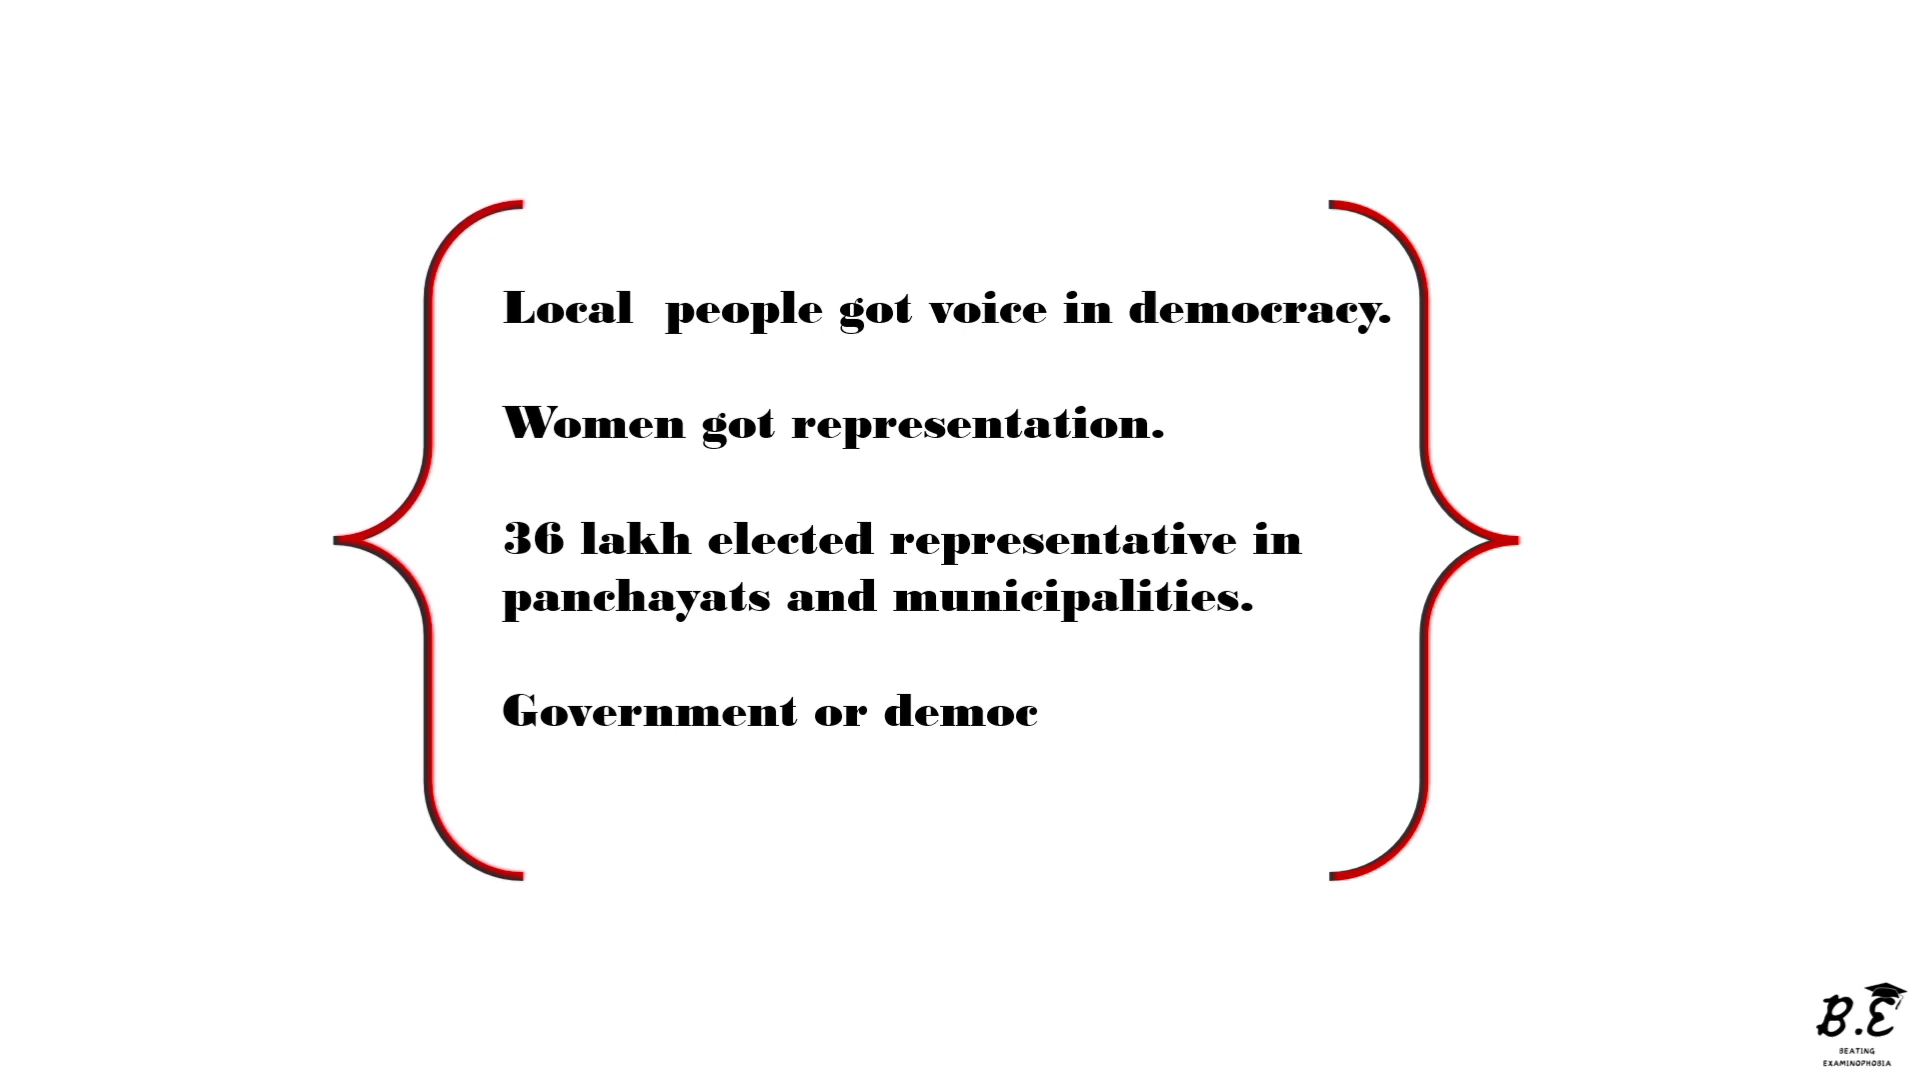 Local  people got voice in democracy.
Women got representation.
36 lakh elected representative in
panchayats and municipalities.
Government or democ
B.E
BEATING
EXAMINOPHOBIA